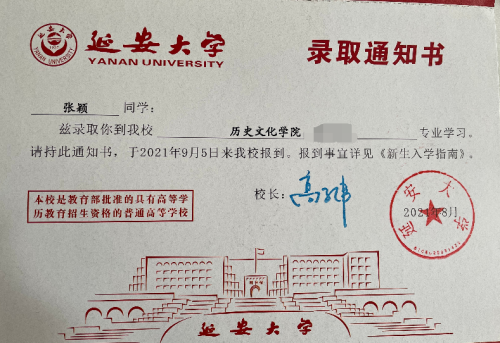 延安大学
YANAN UNIVERSITY
录取通知书
张颖 同学:
兹录取你到我校 历史文化学院 专业学习。
请持此通知书，于2021年9月5日来我校报到。报到事宜详见《新生入学指南》。
本校是教育部批准的具有高等学
历教育招生资格的普通高等学校
校长:
延安大学
2021年8月
延安大学